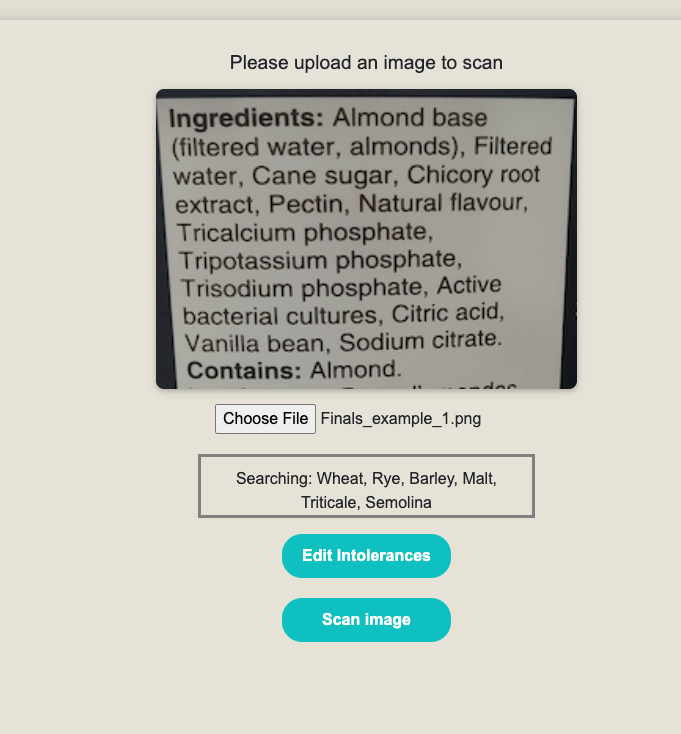 Please upload an image to scan
Ingredients: Almond base
(filtered water, almonds), Filtered
water, Cane sugar, Chicory root
extract, Pectin, Natural flavour,
Tricalcium phosphate,
Tripotassium phosphate,
Trisodium phosphate, Active
bacterial cultures, Citric acid,
Vanilla bean, Sodium citrate.
Contains: Almond.
Choose File Finals_example_1.png
Searching: Wheat, Rye, Barley, Malt,
Triticale, Semolina
Edit Intolerances
Scan image